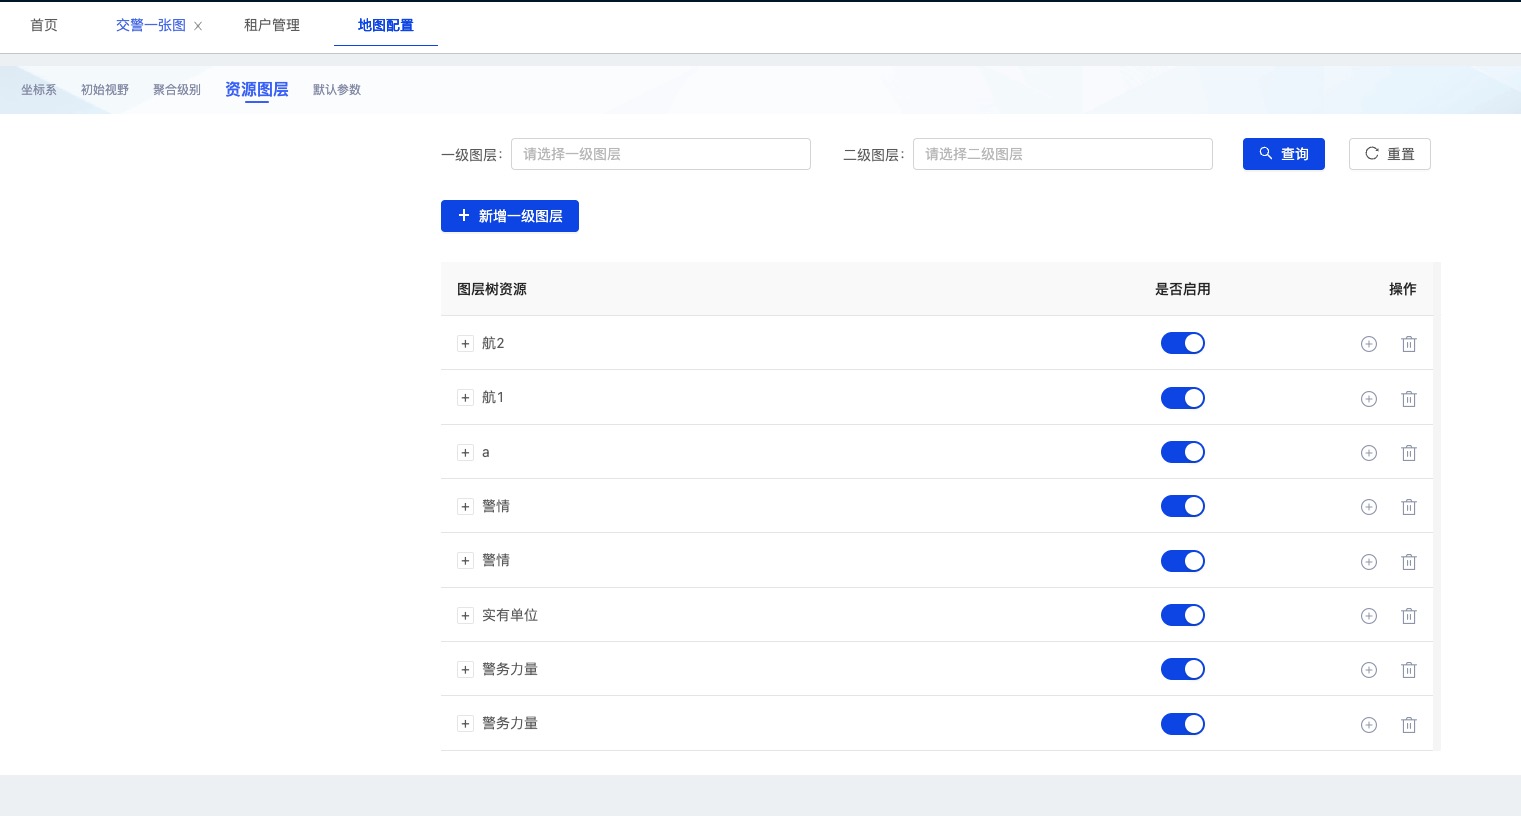 首页 交警一张图 租户管理 地图配置
坐标系 初始视野 聚合级别 资源图层 默认参数
一级图层： 请选择一级图层 二级图层： 请选择二级图层 查询 重置
新增一级图层
图层树资源 是否启用 操作
航2
航1
a
警情
警情
实有单位
警务力量
警务力量